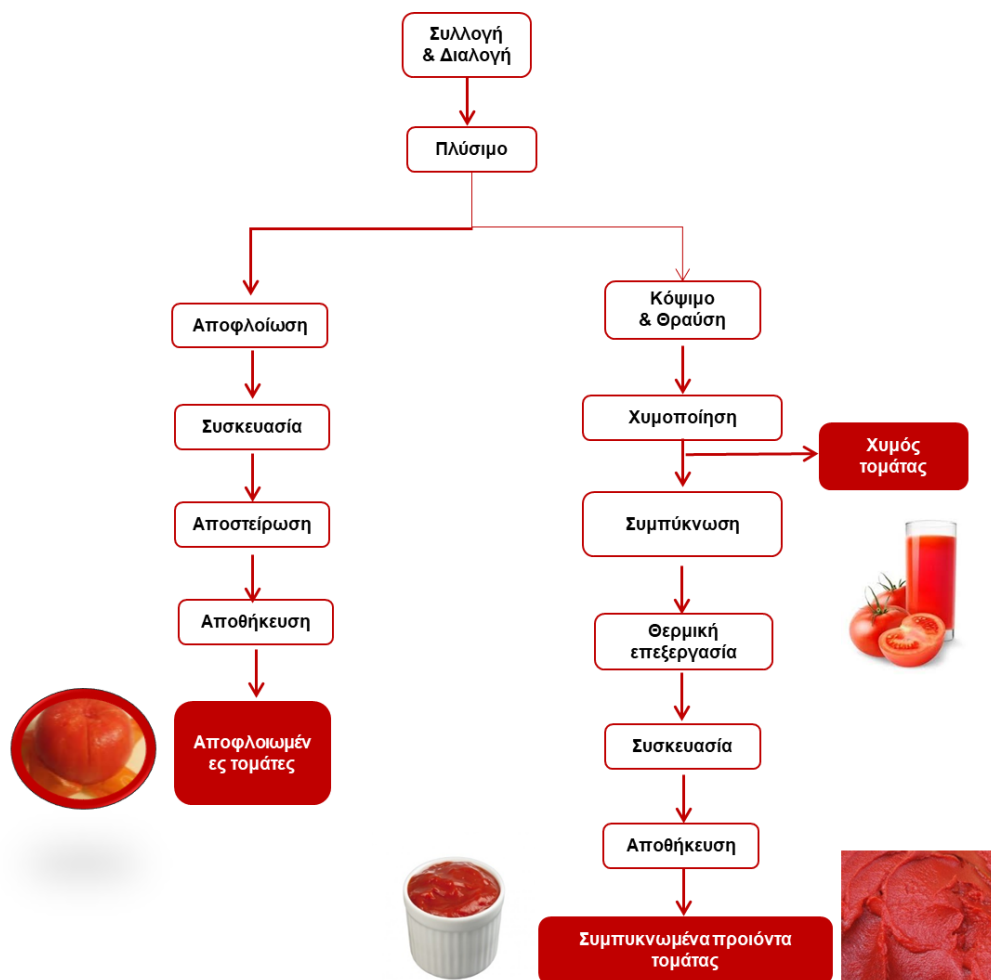 Συλλογή
& Διαλογή
Πλύσιμο
Αποφλοίωση
Συσκευασία
Αποστείρωση
Αποθήκευση
Αποφλοιωμέν
ες τομάτες
Κόψιμο
& Θραύση
Χυμοποίηση
Χυμός
τομάτας
Συμπύκνωση
Θερμική
επεξεργασία
Συσκευασία
Αποθήκευση
Συμπυκνωμένα προιόντα
τομάτας